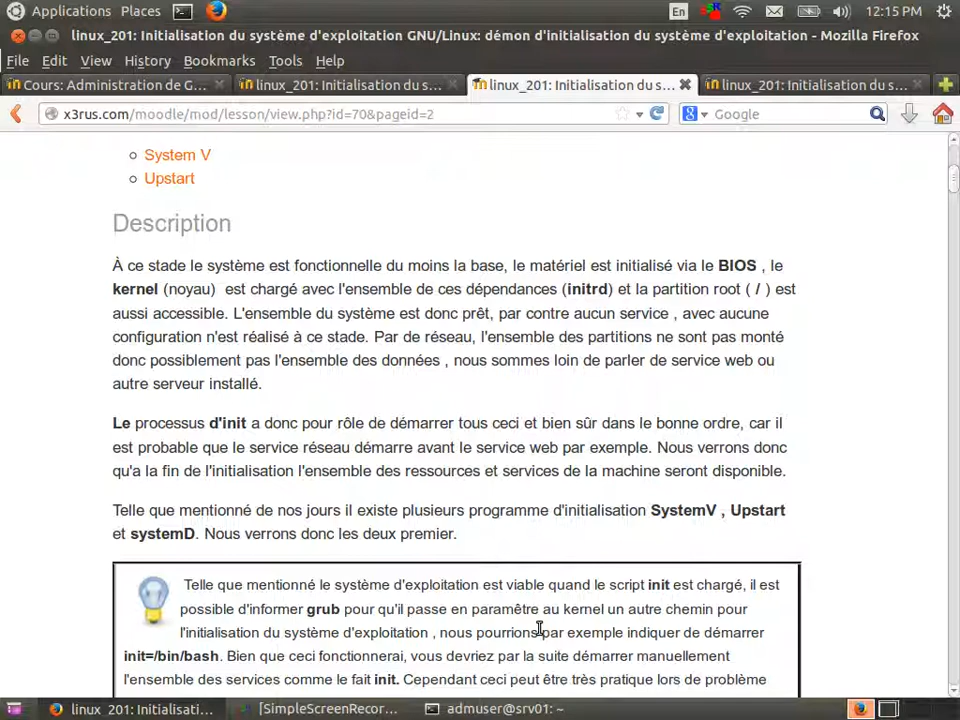 Applications Places En 12:15 PM
linux_201: Initialisation du système d'exploitation GNU/Linux: démon d'initialisation du système d'exploitation - Mozilla Firefox
File Edit View History Bookmarks Tools Help
Cours: Administration de G... linux_201: Initialisation du s... linux_201: Initialisation du s... linux_201: Initialisation du s...
x3rus.com/moodle/mod/lesson/view.php?id=70&pageid=2 Google
System V
Upstart
Description
À ce stade le système est fonctionnelle du moins la base, le matériel est initialisé via le BIOS , le
kernel (noyau) est chargé avec l'ensemble de ces dépendances (initrd) et la partition root ( / ) est
aussi accessible. L'ensemble du système est donc prêt, par contre aucun service , avec aucune
configuration n'est réalisé à ce stade. Par de réseau, l'ensemble des partitions ne sont pas monté
donc possiblement pas l'ensemble des données , nous sommes loin de parler de service web ou
autre serveur installé.
Le processus d'init a donc pour rôle de démarrer tous ceci et bien sûr dans le bonne ordre, car il
est probable que le service réseau démarre avant le service web par exemple. Nous verrons donc
qu'a la fin de l'initialisation l'ensemble des ressources et services de la machine seront disponible.
Telle que mentionné de nos jours il existe plusieurs programme d'initialisation SystemV , Upstart
et systemD. Nous verrons donc les deux premier.
Telle que mentionné le système d'exploitation est viable quand le script init est chargé, il est
possible d'informer grub pour qu'il passe en paramêtre au kernel un autre chemin pour
l'initialisation du système d'exploitation , nous pourrions par exemple indiquer de démarrer
init=/bin/bash. Bien que ceci fonctionnerai, vous devriez par la suite démarrer manuellement
l'ensemble des services comme le fait init. Cependant ceci peut être très pratique lors de problème
linux_201: Initialisati... [SimpleScreenRecor... admuser@srv01: ~